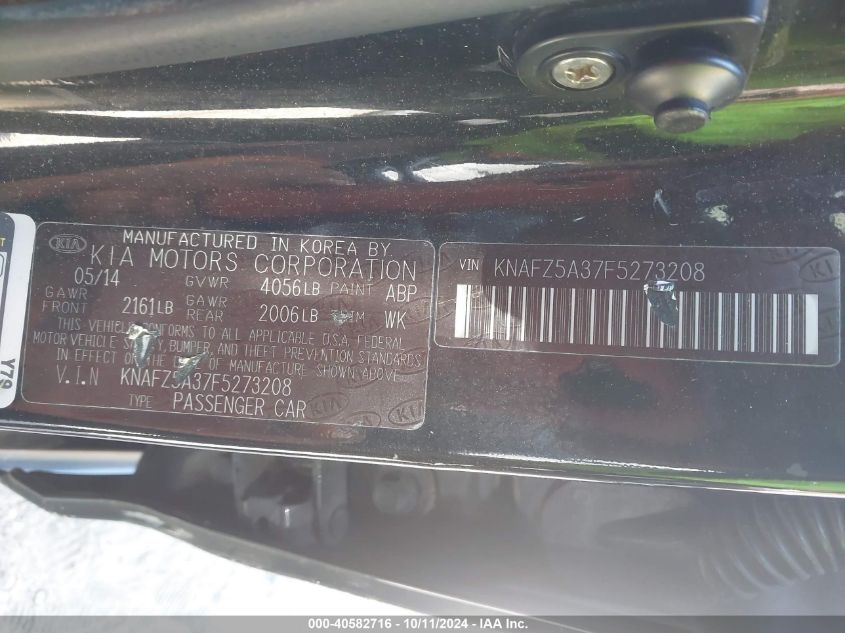 KIA
MANUFACTURED IN KOREA BY
KIA MOTORS CORPORATION
05/14 GVWR 4056LB PAINT ABP
GAWR FRONT 2161LB GAWR REAR 2006LB TRIM WK
THIS VEHICLE CONFORMS TO ALL APPLICABLE U.S.A. FEDERAL
MOTOR VEHICLE SAFETY, BUMPER, AND THEFT PREVENTION STANDARDS
IN EFFECT ON THE DATE OF MANUFACTURE SHOWN ABOVE
V.I.N KNAFZ5A37F5273208
TYPE PASSENGER CAR
VIN KNAFZ5A37F5273208
Y79
000-40582716 - 10/11/2024 - IAA Inc.